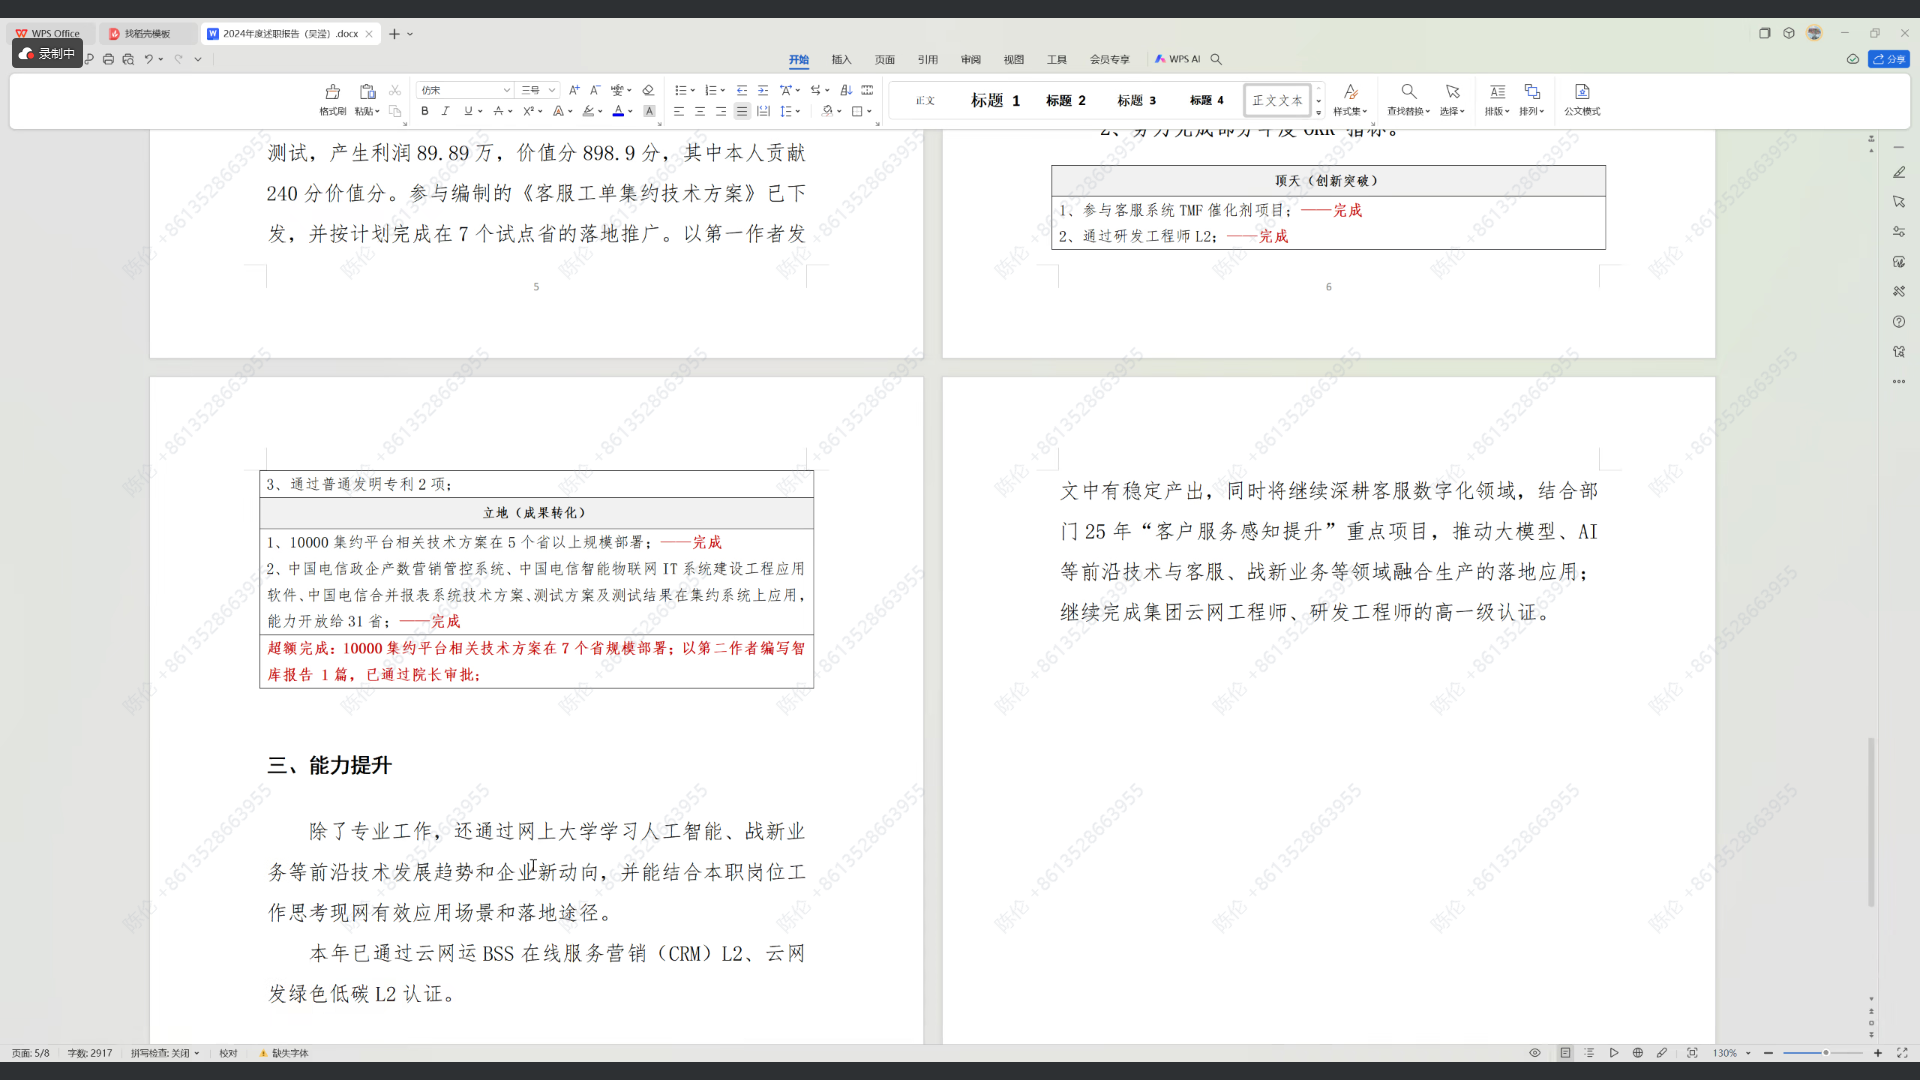 WPS Office
找稻壳模板
2024年度述职报告（吴滢）.docx
录制中
开始
插入
页面
引用
审阅
视图
工具
会员专享
WPS AI
分享
格式刷
粘贴
仿宋
三号
正文
标题 1
标题 2
标题 3
标题 4
正文文本
样式集
查找替换
选择
排版
排列
公文模式
测试，产生利润 89.89 万，价值分 898.9 分，其中本人贡献
240 分价值分。参与编制的《客服工单集约技术方案》已下
发，并按计划完成在 7 个试点省的落地推广。以第一作者发
5
2、努力完成部分年度 OKR 指标。
顶天（创新突破）
1、参与客服系统 TMF 催化剂项目；——完成
2、通过研发工程师 L2；——完成
6
3、通过普通发明专利 2 项；
立地（成果转化）
1、10000 集约平台相关技术方案在 5 个省以上规模部署；——完成
2、中国电信政企产数营销管控系统、中国电信智能物联网 IT 系统建设工程应用
软件、中国电信合并报表系统技术方案、测试方案及测试结果在集约系统上应用，
能力开放给 31 省；——完成
超额完成：10000 集约平台相关技术方案在 7 个省规模部署；以第二作者编写智
库报告 1 篇，已通过院长审批；
三、能力提升
除了专业工作，还通过网上大学学习人工智能、战新业
务等前沿技术发展趋势和企业新动向，并能结合本职岗位工
作思考现网有效应用场景和落地途径。
本年已通过云网运 BSS 在线服务营销（CRM）L2、云网
发绿色低碳 L2 认证。
文中有稳定产出，同时将继续深耕客服数字化领域，结合部
门 25 年“客户服务感知提升”重点项目，推动大模型、AI
等前沿技术与客服、战新业务等领域融合生产的落地应用；
继续完成集团云网工程师、研发工程师的高一级认证。
陈伦 +8613528663955
页面: 5/8
字数: 2917
拼写检查: 关闭
校对
缺失字体
130%